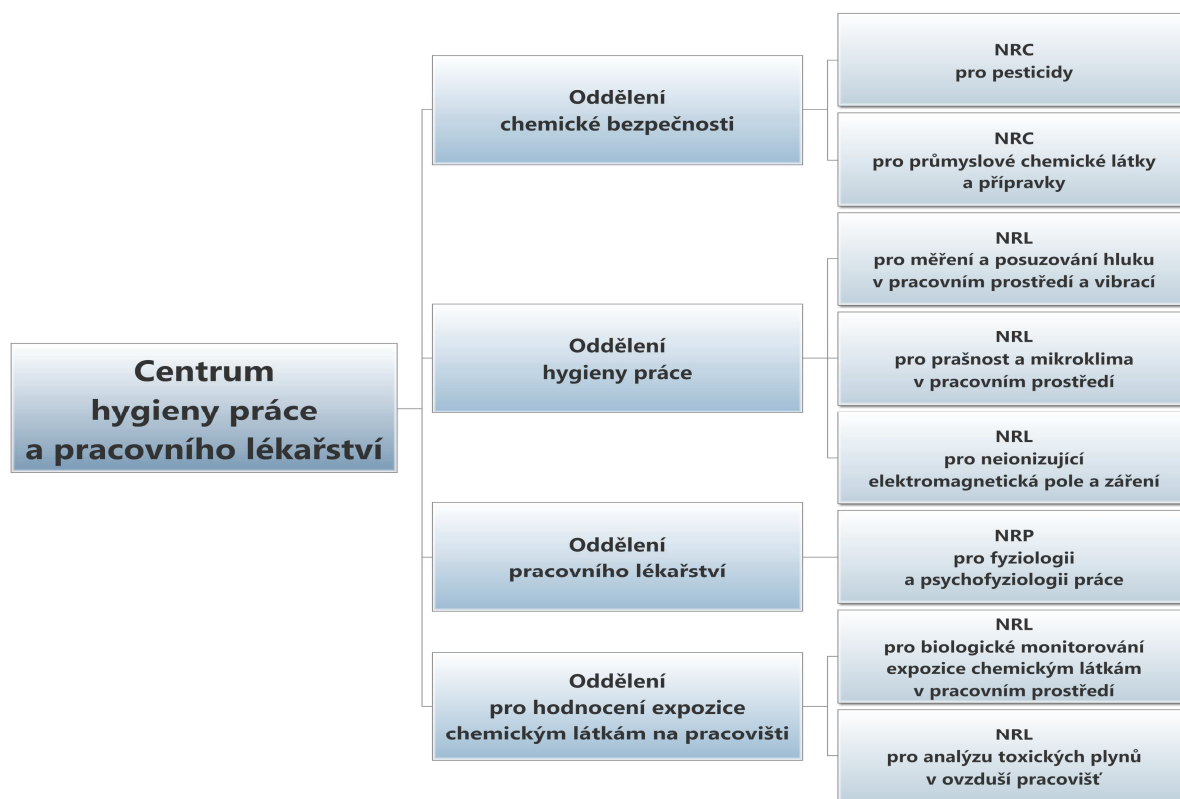 Centrum
hygieny práce
a pracovního lékařství
Oddělení
chemické bezpečnosti
NRC
pro pesticidy
NRC
pro průmyslové chemické látky
a přípravky
Oddělení
hygieny práce
NRL
pro měření a posuzování hluku
v pracovním prostředí a vibrací
NRL
pro prašnost a mikroklima
v pracovním prostředí
NRL
pro neionizující
elektromagnetická pole a záření
Oddělení
pracovního lékařství
NRP
pro fyziologii
a psychofyziologii práce
Oddělení
pro hodnocení expozice
chemickým látkám na pracovišti
NRL
pro biologické monitorování
expozice chemickým látkám
v pracovním prostředí
NRL
pro analýzu toxických plynů
v ovzduší pracovišť